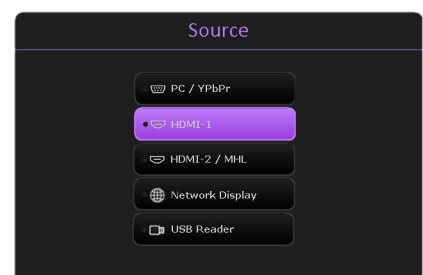 Source
PC / YPbPr
HDMI-1
HDMI-2 / MHL
Network Display
USB Reader